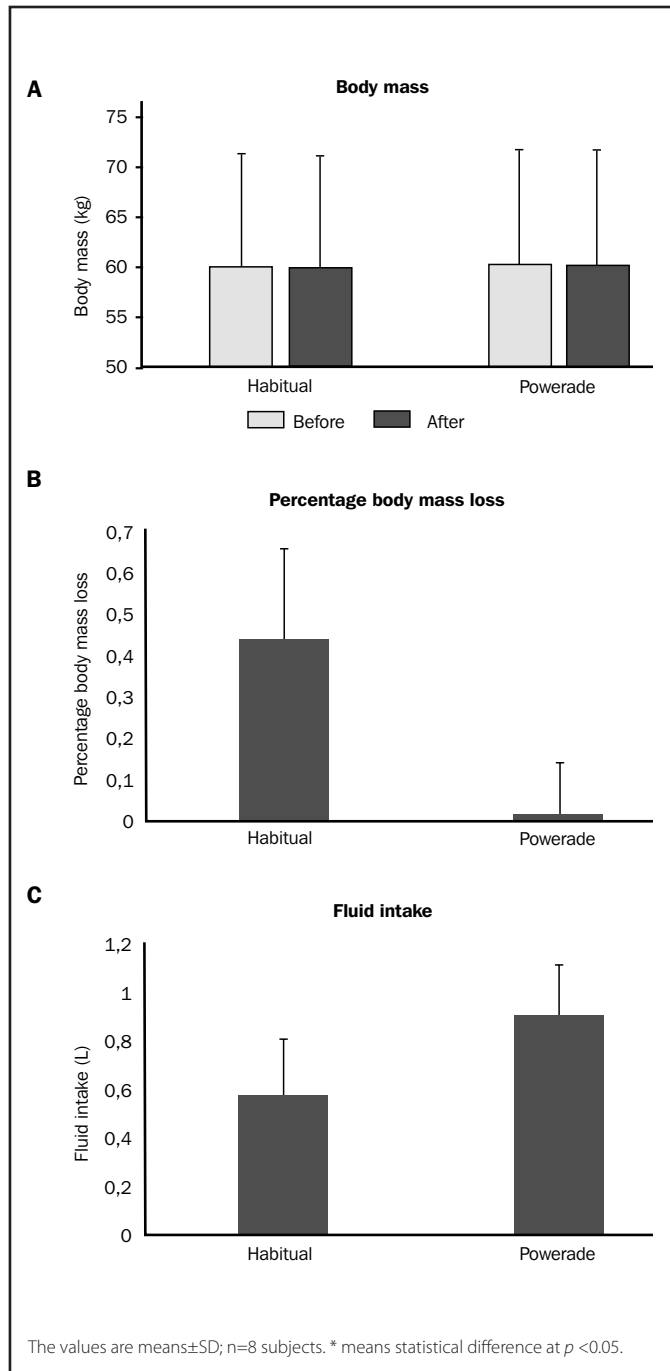 A
Body mass
Body mass (kg)
75
70
65
60
55
50
Habitual
Powerade
Before
After
B
Percentage body mass loss
Percentage body mass loss
0,7
0,6
0,5
0,4
0,3
0,2
0,1
0
Habitual
Powerade
C
Fluid intake
Fluid intake (L)
1,2
1
0,8
0,6
0,4
0,2
0
Habitual
Powerade
The values are means±SD; n=8 subjects. * means statistical difference at p <0.05.